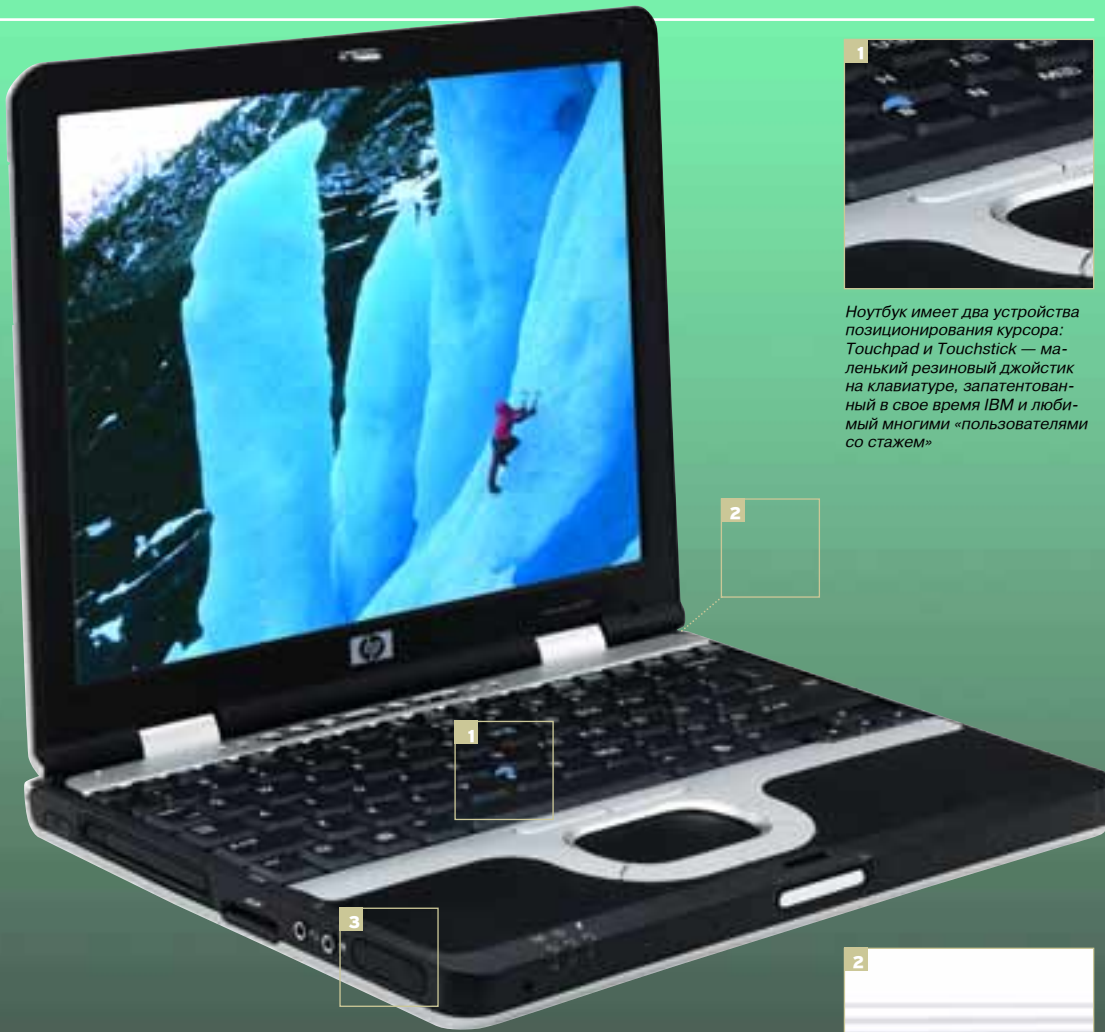 1
Ноутбук имеет два устройства
позиционирования курсора:
Touchpad и Touchstick — ма-
ленький резиновый джойстик
на клавиатуре, запатентован-
ный в свое время IBM и люби-
мый многими «пользователями
со стажем»
2
hp
1
3
2